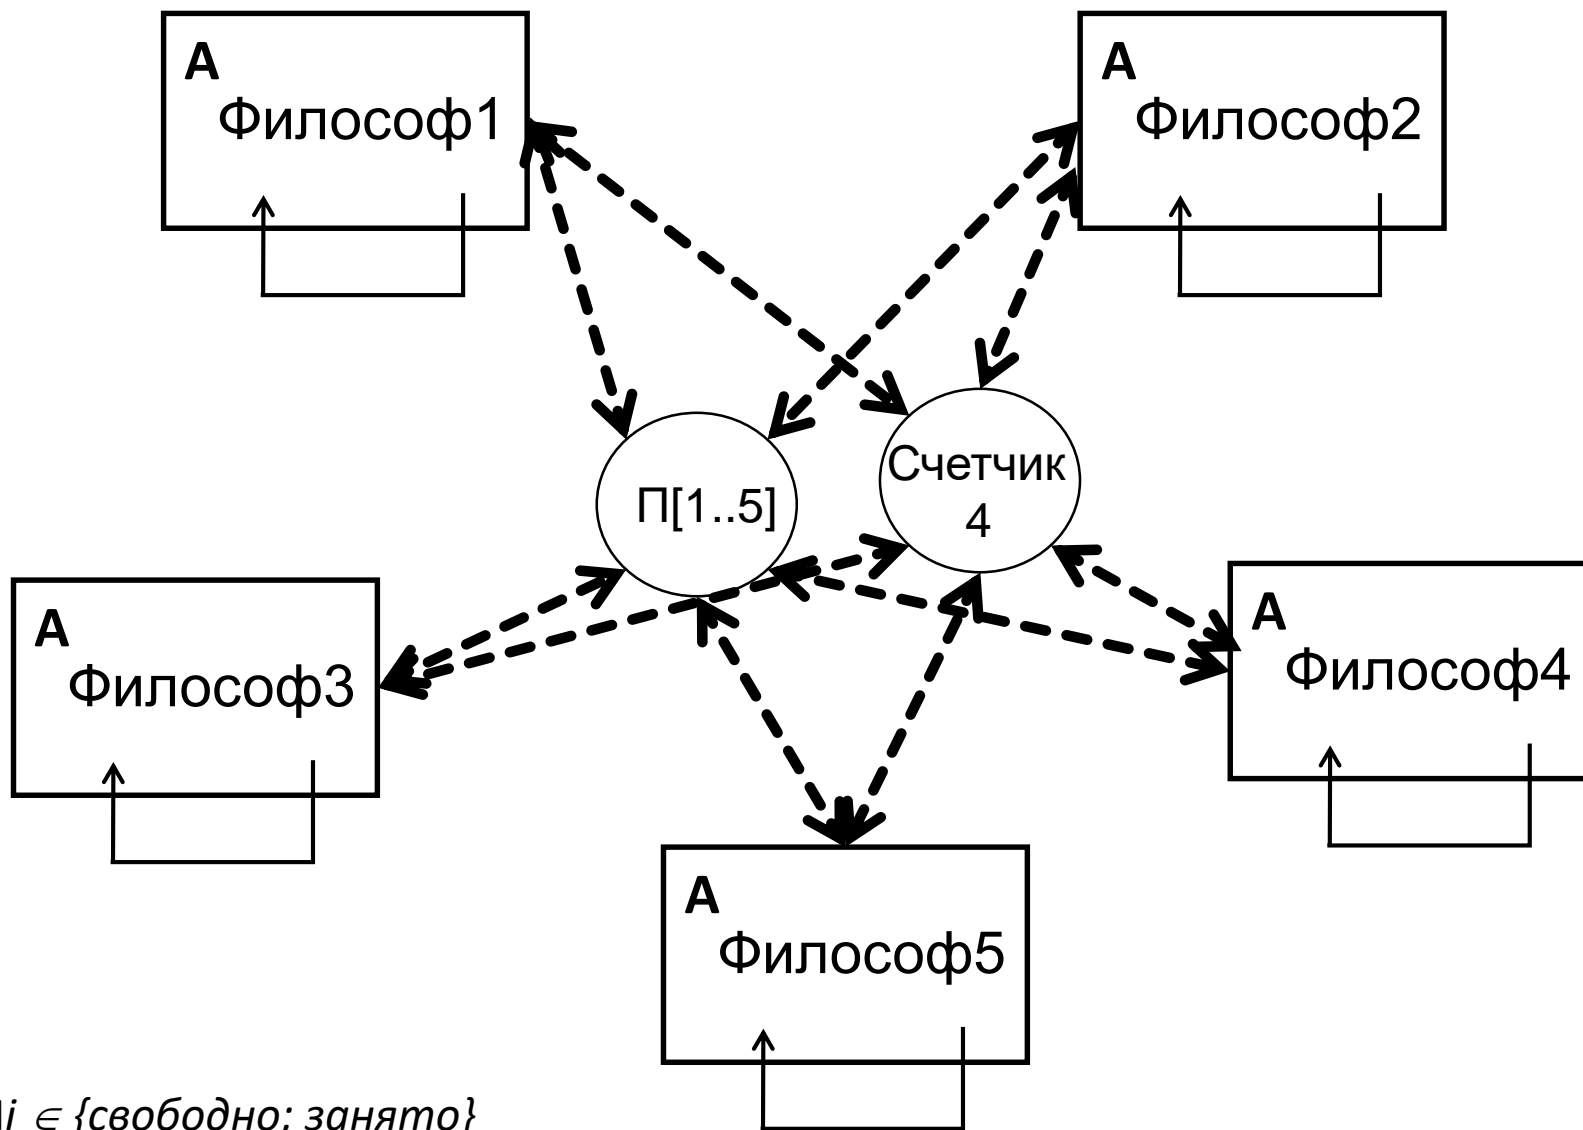 A
Философ1
A
Философ2
Счетчик
4
П[1..5]
A
Философ3
A
Философ4
A
Философ5
i ∈ {свободно; занято}